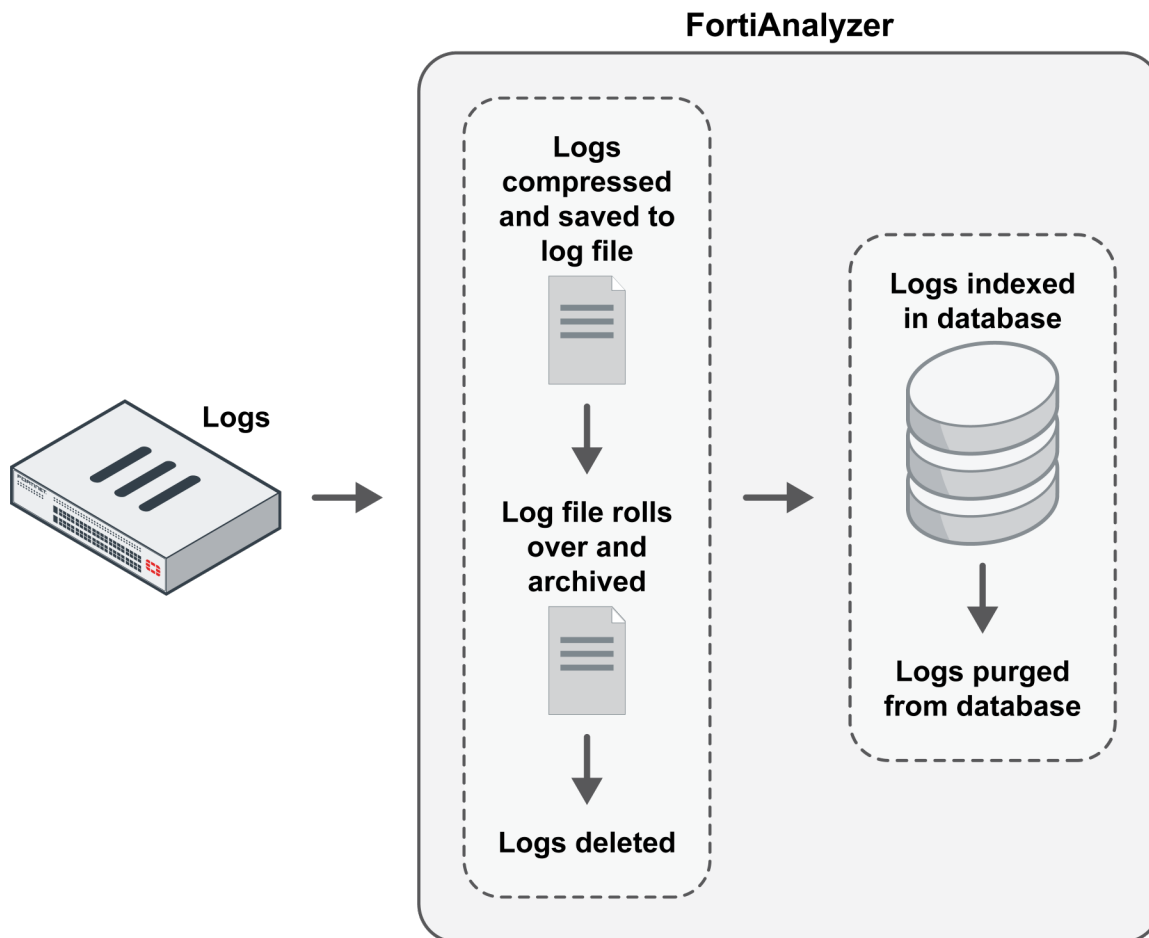 FortiAnalyzer
Logs
compressed
and saved to
log file
Logs indexed
in database
Logs
Log file rolls
over and
archived
Logs purged
from database
Logs deleted
FORTINET